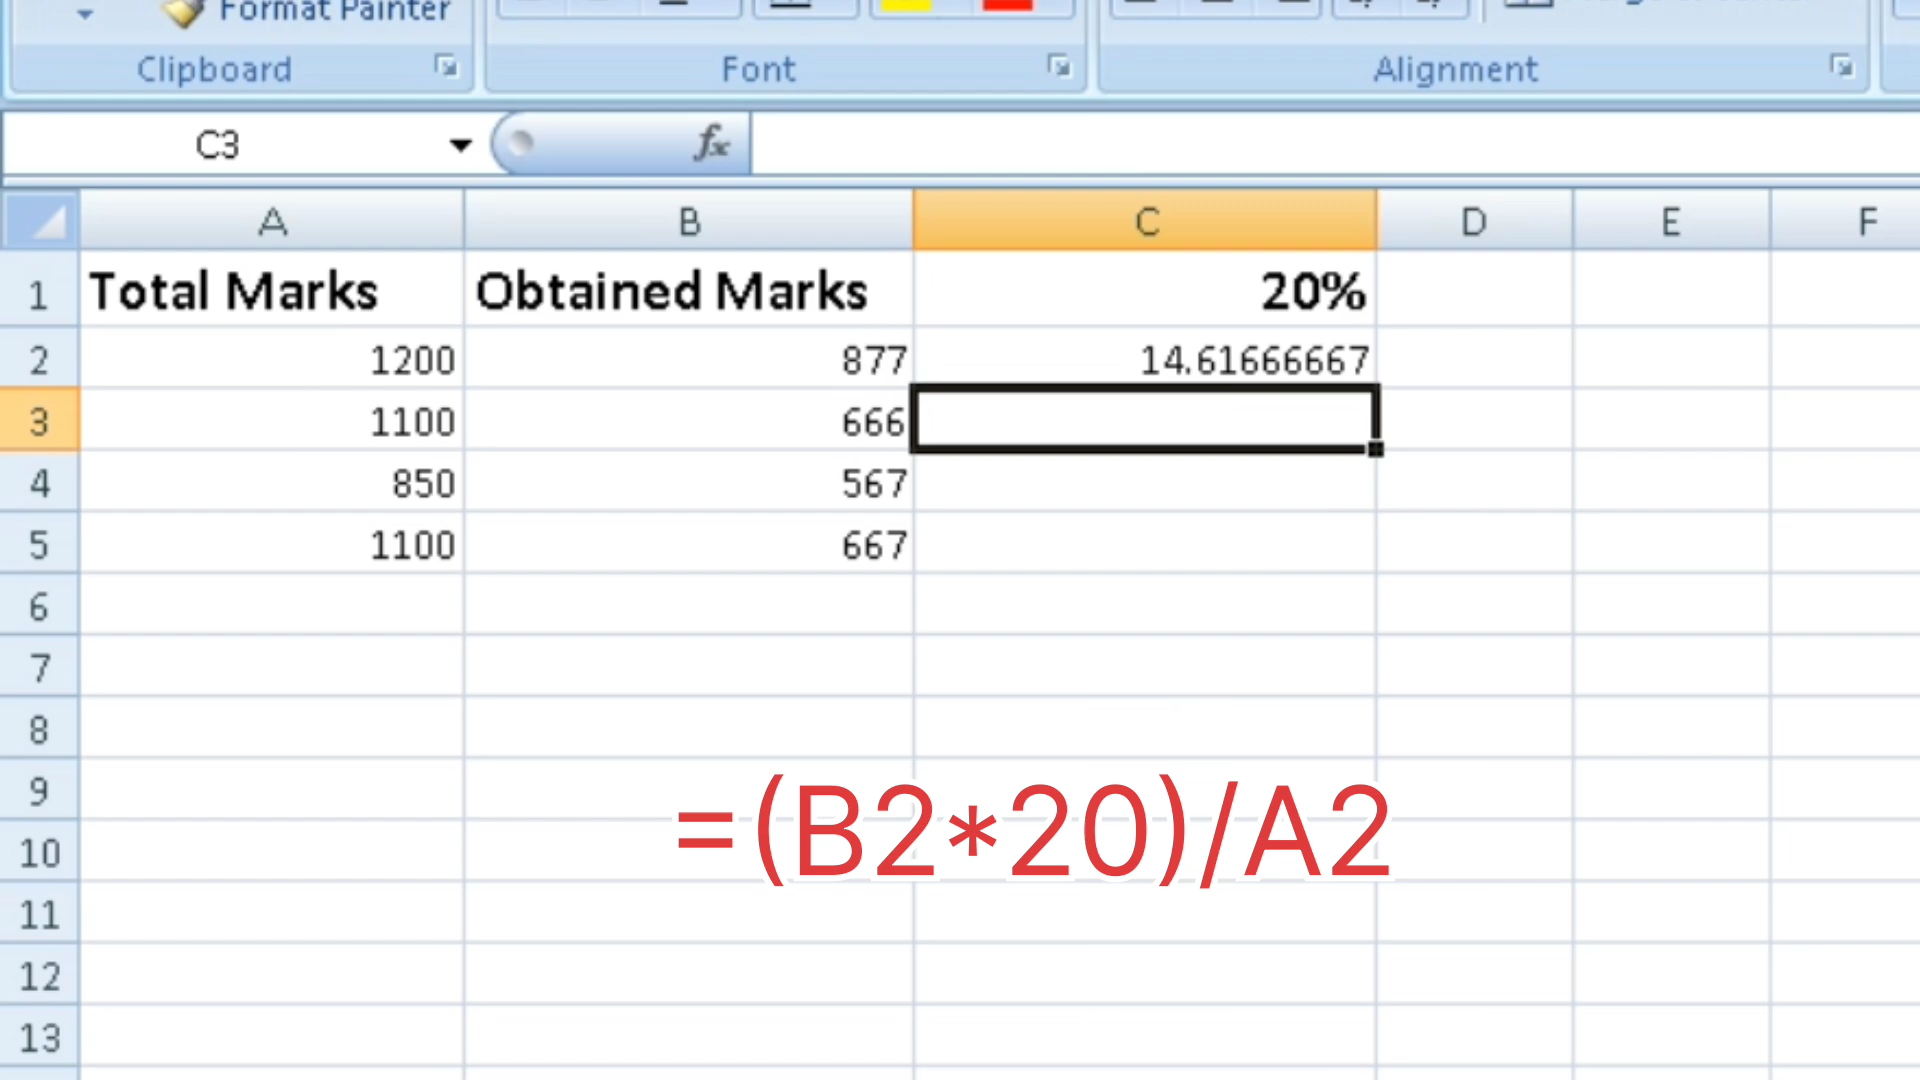 Format Painter
Clipboard Font Alignment
C3 fx
A B C D E F
1 Total Marks Obtained Marks 20%
2 1200 877 14.61666667
3 1100 666
4 850 567
5 1100 667
6
7
8
9
=(B2*20)/A2
10
11
12
13